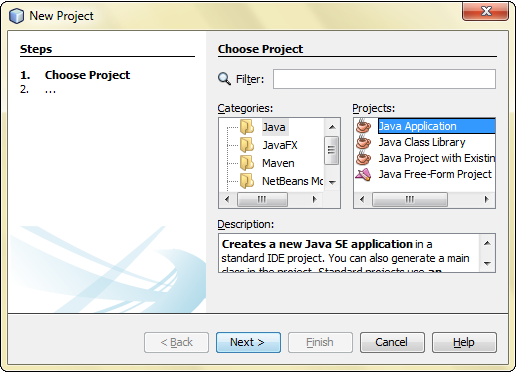 New Project
Steps
1. Choose Project
2. ...
Choose Project
Filter:
Categories:
Java
JavaFX
Maven
NetBeans Mo
Projects:
Java Application
Java Class Library
Java Project with Existin
Java Free-Form Project
Description:
Creates a new Java SE application in a
standard IDE project. You can also generate a main
class in the project. Standard projects use an
< Back
Next >
Finish
Cancel
Help